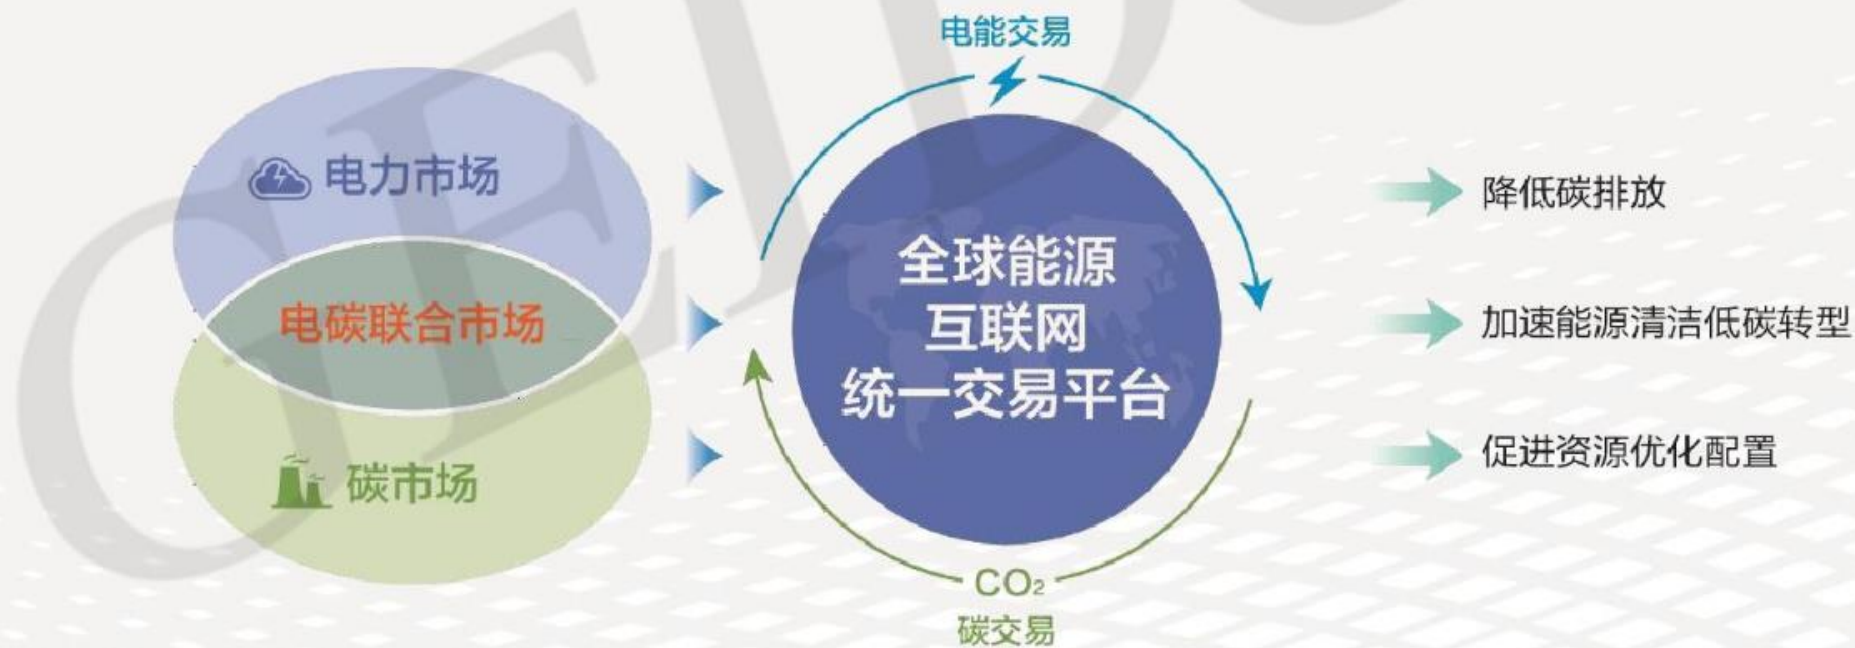 电能交易
电力市场
电碳联合市场
碳市场
全球能源
互联网
统一交易平台
CO₂
碳交易
降低碳排放
加速能源清洁低碳转型
促进资源优化配置